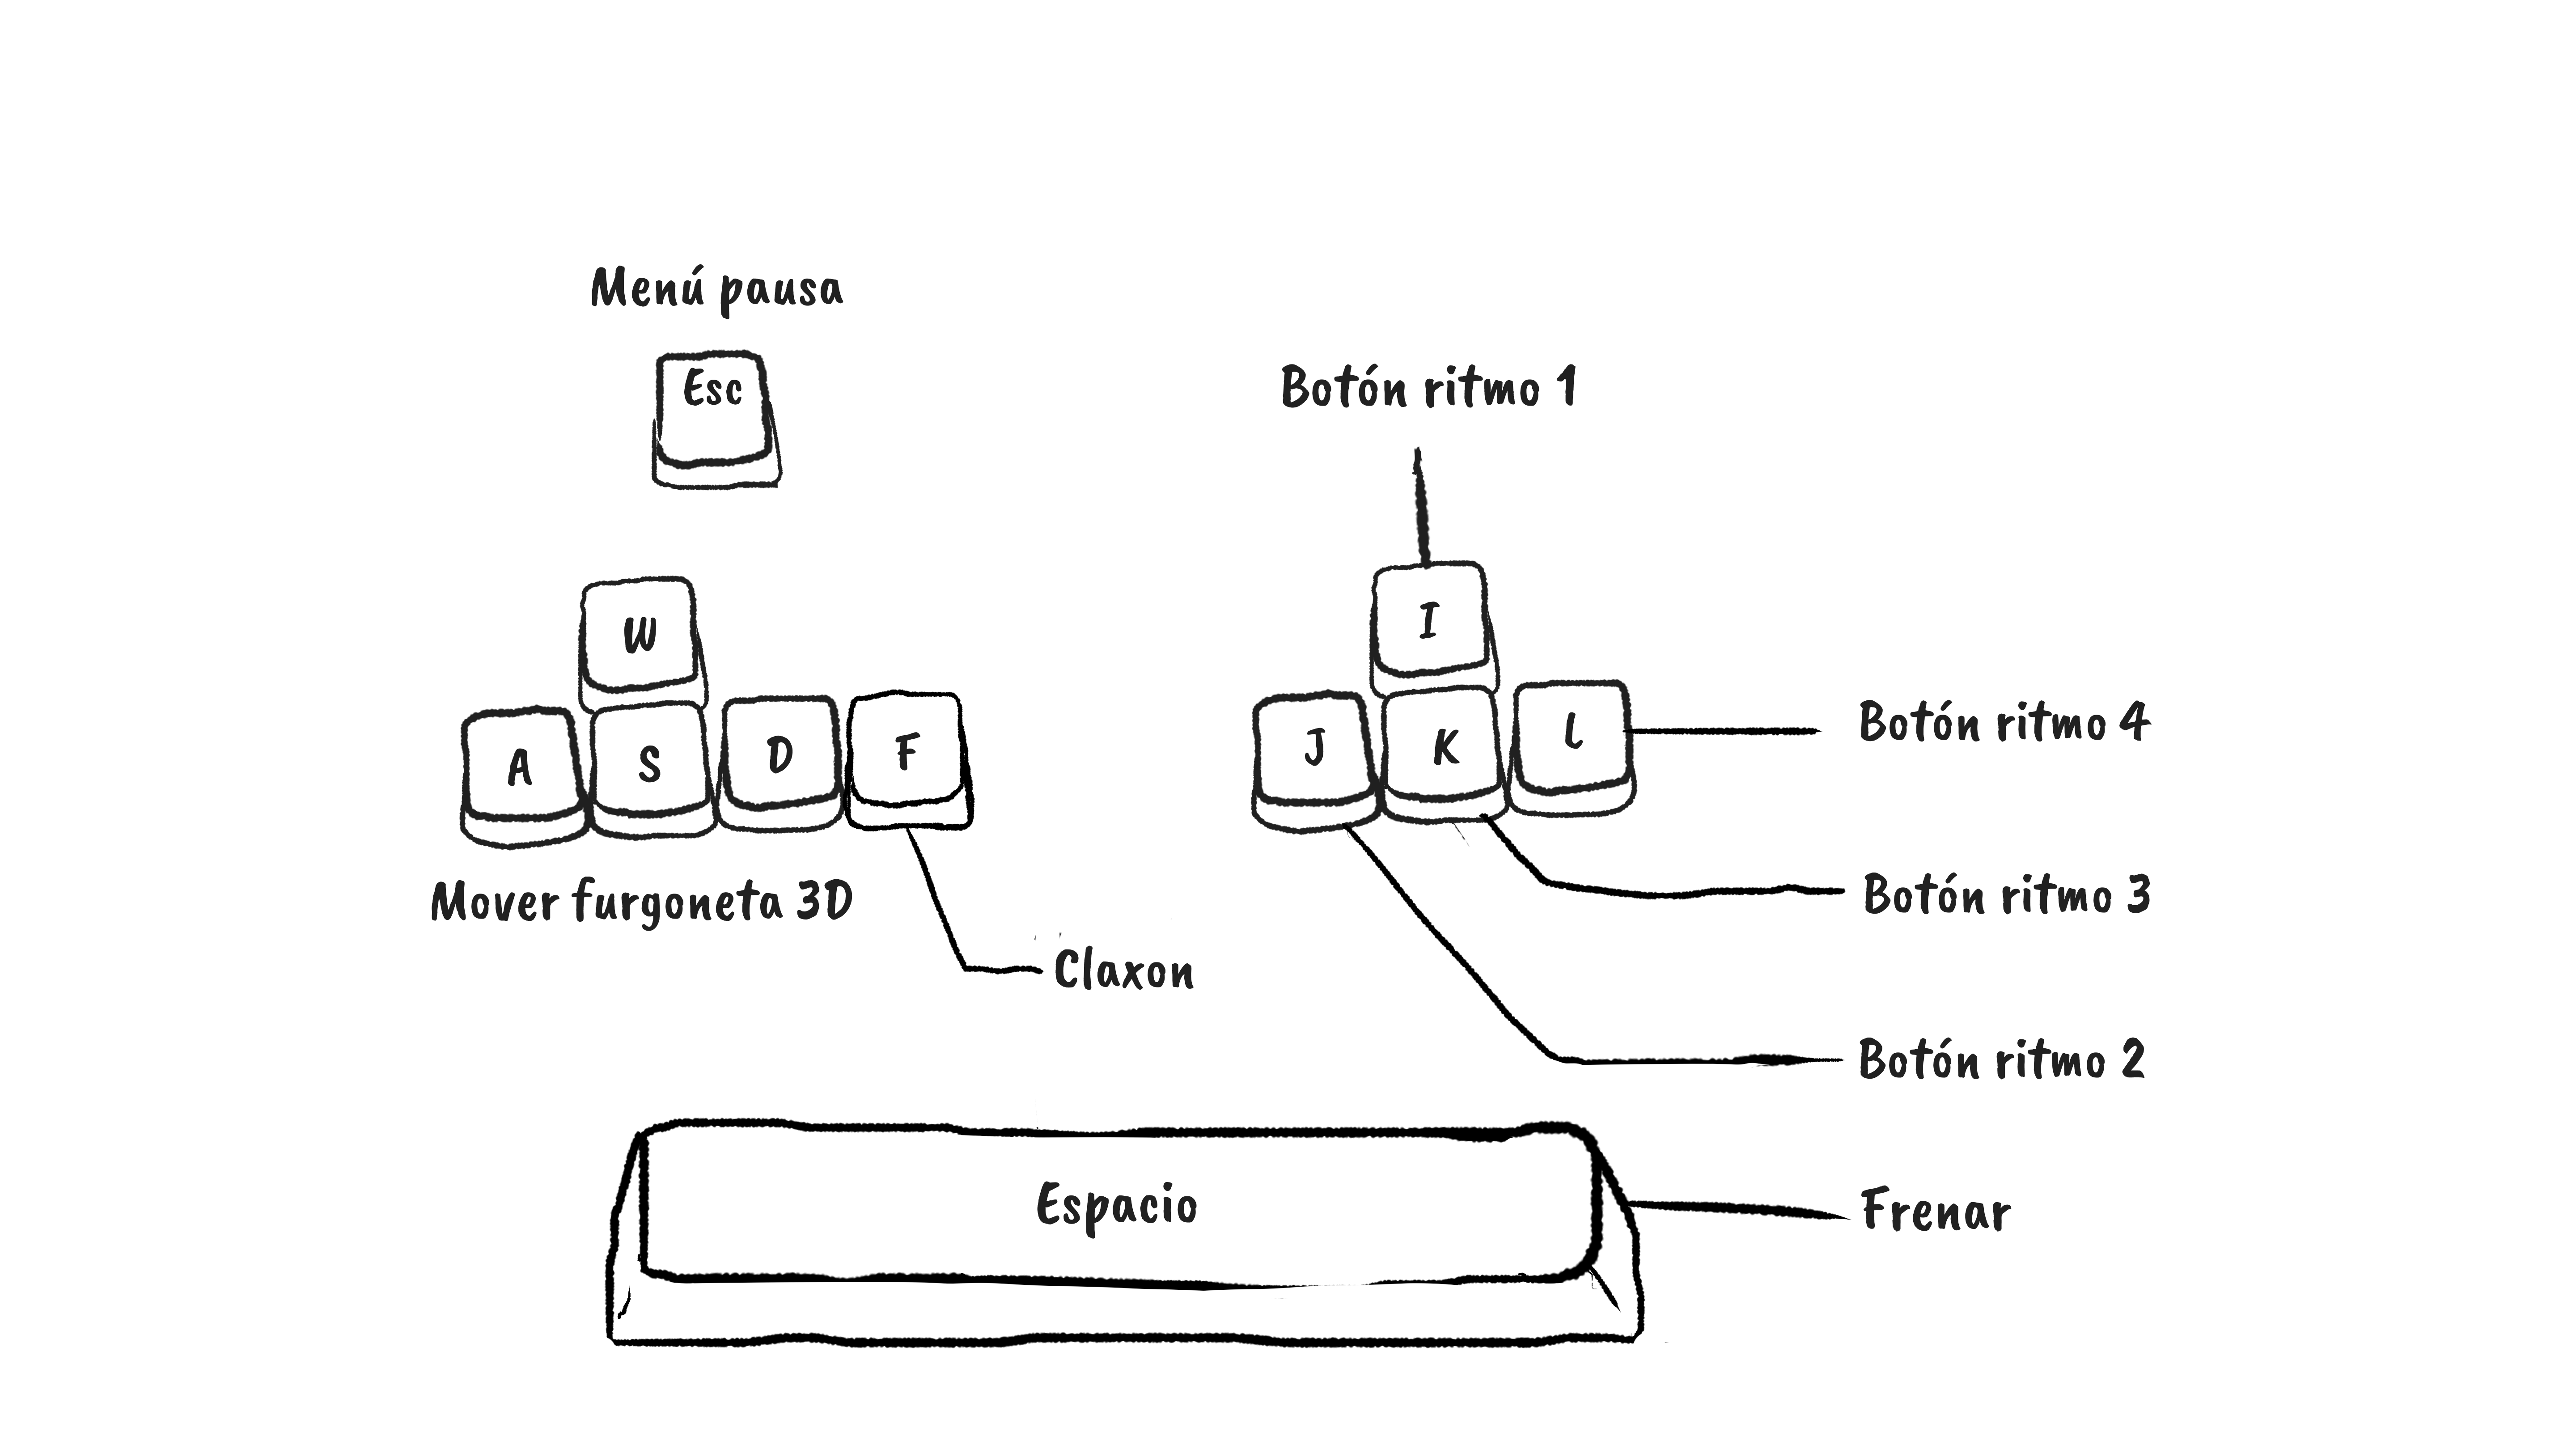 Menú pausa
Esc
Botón ritmo 1
W
I
A S D F
J K L
Botón ritmo 4
Mover furgoneta 3D
Botón ritmo 3
Claxon
Botón ritmo 2
Espacio
Frenar